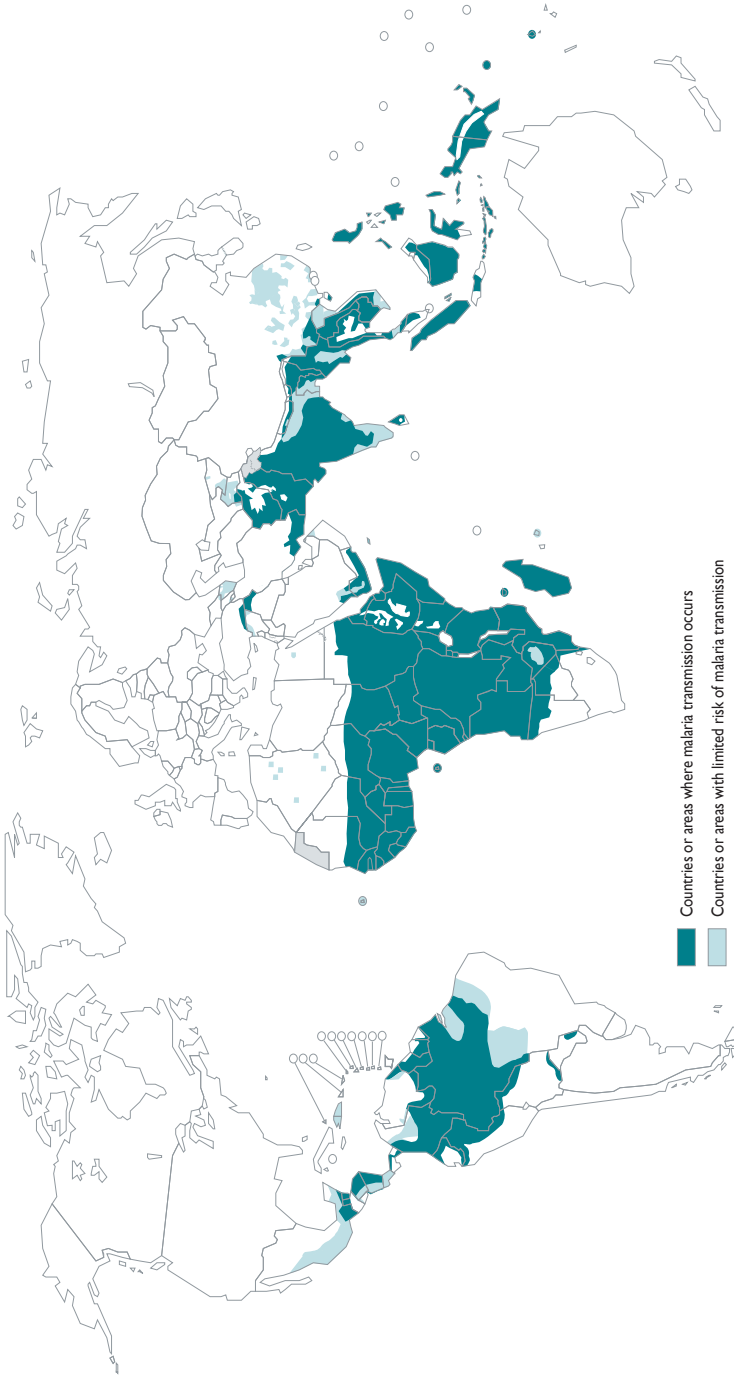 Countries or areas where malaria transmission occurs
Countries or areas with limited risk of malaria transmission